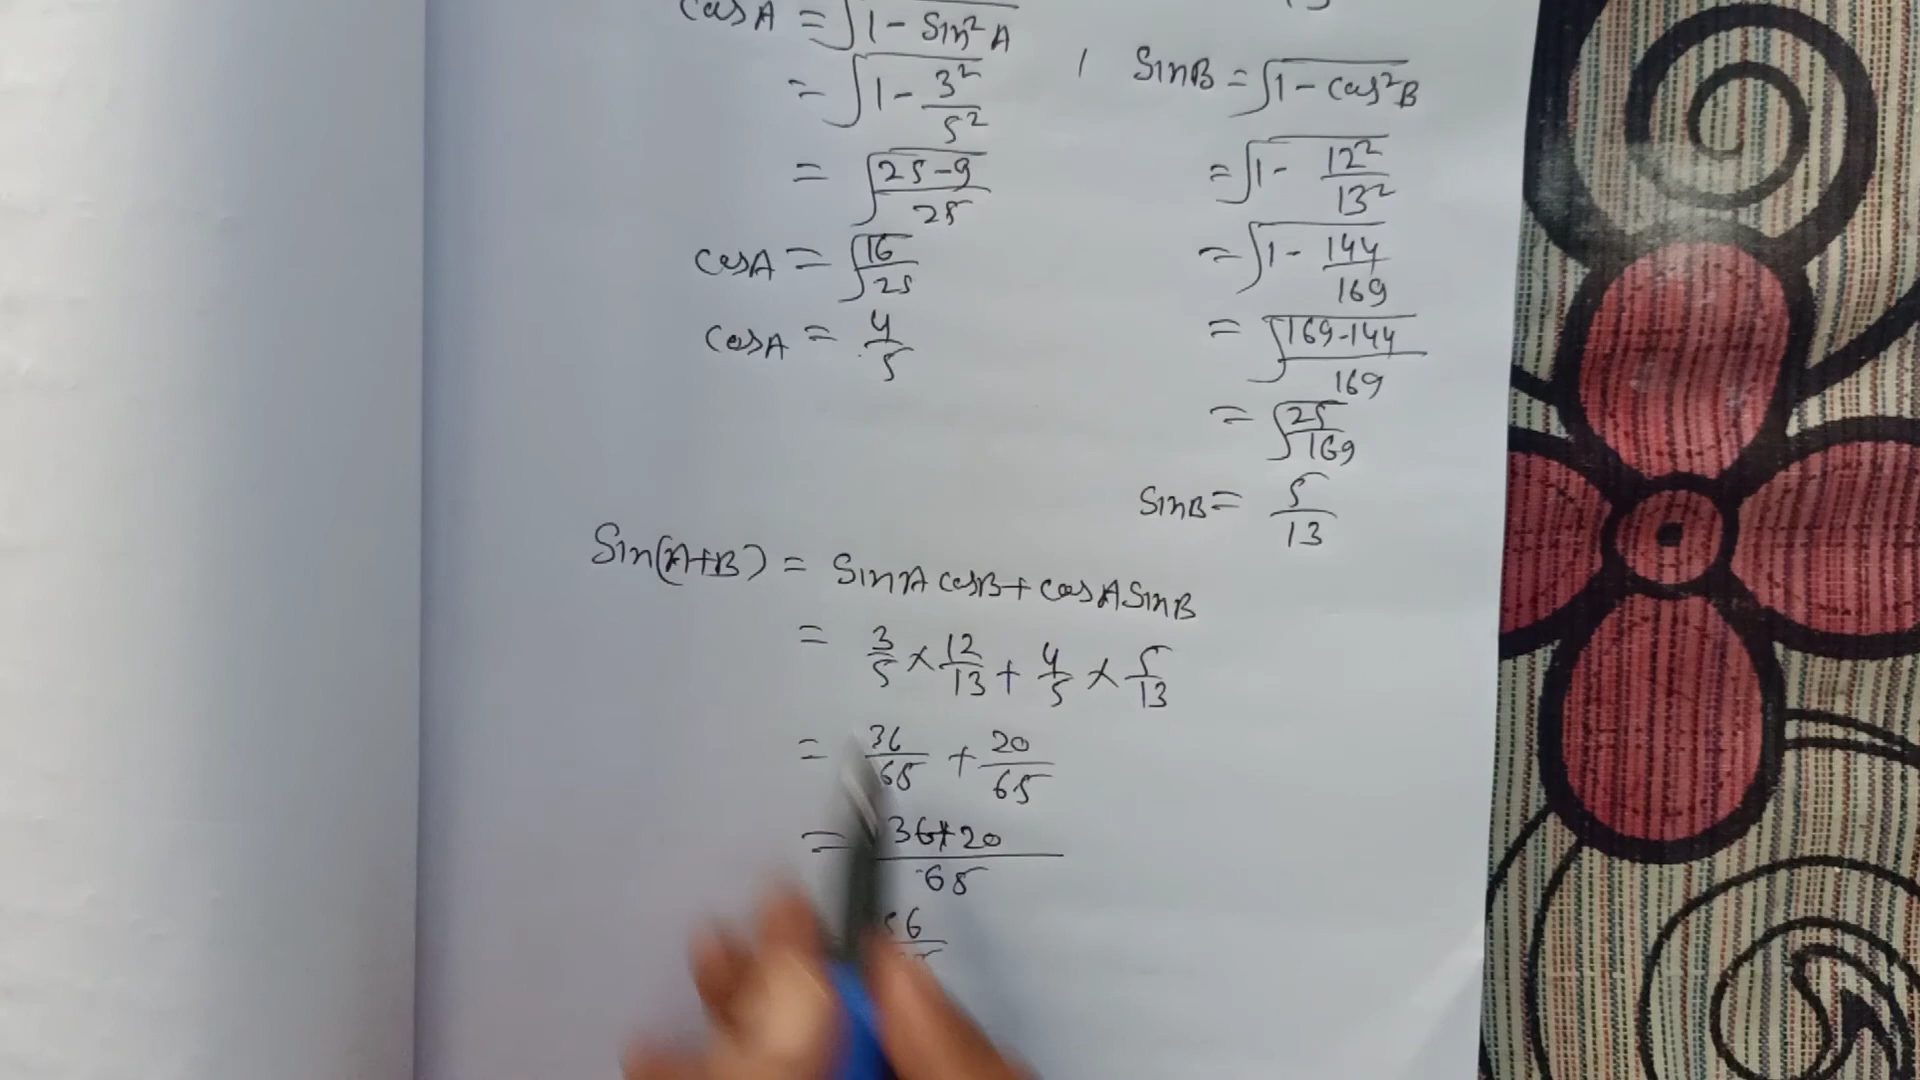 cosA = √1 - Sin²A
= √1 - 3²/5²
= √25-9/25
cosA = √16/25
cosA = 4/5
SinB = √1 - cos²B
= √1 - 12²/13²
= √1 - 144/169
= √169-144/169
= √25/169
SinB = 5/13
Sin(A+B) = SinA cosB + cosA SinB
= 3/5 × 12/13 + 4/5 × 5/13
= 36/65 + 20/65
= 36+20/65
56